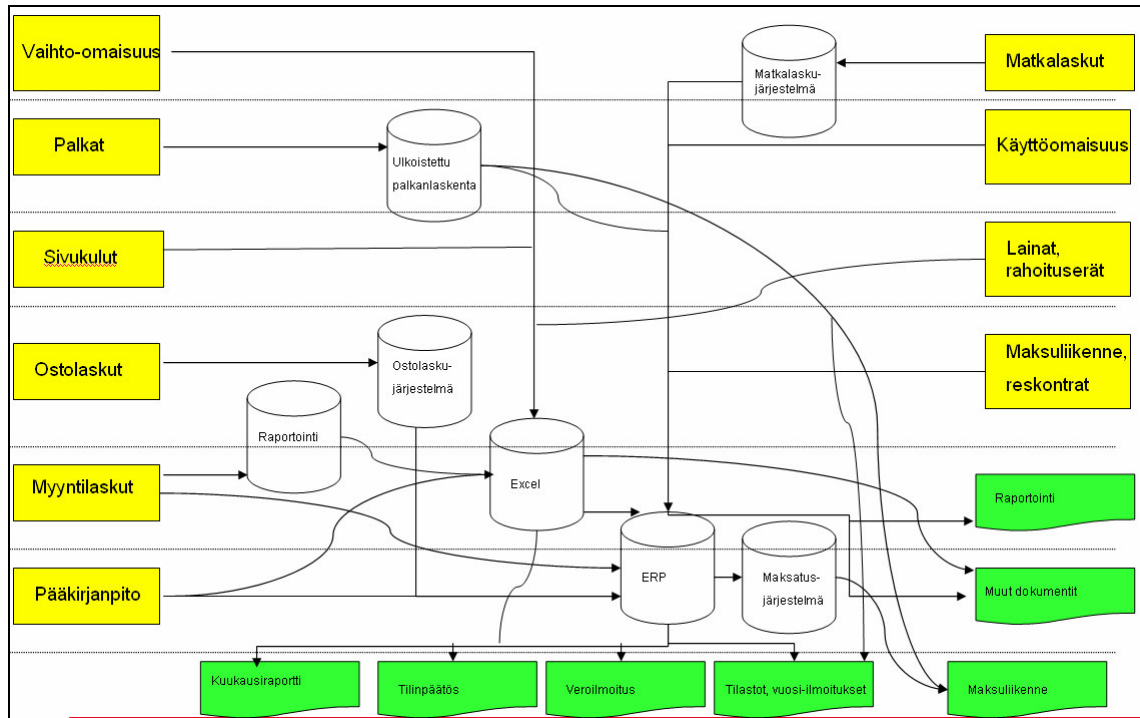 Vaihto-omaisuus
Matkalasku-
järjestelmä
Matkalaskut
Palkat
Ulkoistettu
palkanlaskenta
Käyttöomaisuus
Sivukulut
Lainat,
rahoituserät
Ostolaskut
Ostolasku-
järjestelmä
Maksuliikenne,
reskontrat
Raportointi
Myyntilaskut
Excel
Raportointi
Pääkirjanpito
ERP
Maksatus-
järjestelmä
Muut dokumentit
Kuukausiraportti
Tilinpäätös
Veroilmoitus
Tilastot, vuosi-ilmoitukset
Maksuliikenne